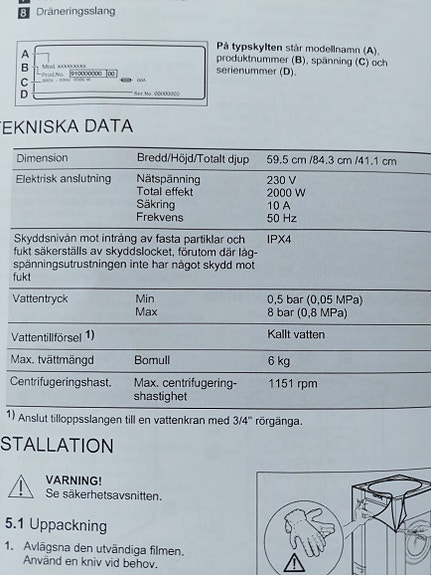 8 Dräneringsslang
A
B
C
D
Mod. xxxxxxxxx
Prod.No. 910000000 00
Ser.No. 00000000
På typskylten står modellnamn (A),
produktnummer (B), spänning (C) och
serienummer (D).
EKNISKA DATA
Dimension Bredd/Höjd/Totalt djup 59.5 cm /84.3 cm /41.1 cm
Elektrisk anslutning Nätspänning 230 V
Total effekt 2000 W
Säkring 10 A
Frekvens 50 Hz
Skyddsnivån mot intrång av fasta partiklar och IPX4
fukt säkerställs av skyddslocket, förutom där låg-
spänningsutrustningen inte har något skydd mot
fukt
Vattentryck Min 0,5 bar (0,05 MPa)
Max 8 bar (0,8 MPa)
Vattentillförsel 1) Kallt vatten
Max. tvättmängd Bomull 6 kg
Centrifugeringshast. Max. centrifugering- 1151 rpm
shastighet
1) Anslut tilloppsslangen till en vattenkran med 3/4" rörgänga.
STALLATION
VARNING!
Se säkerhetsavsnitten.
5.1 Uppackning
1. Avlägsna den utvändiga filmen.
Använd en kniv vid behov.